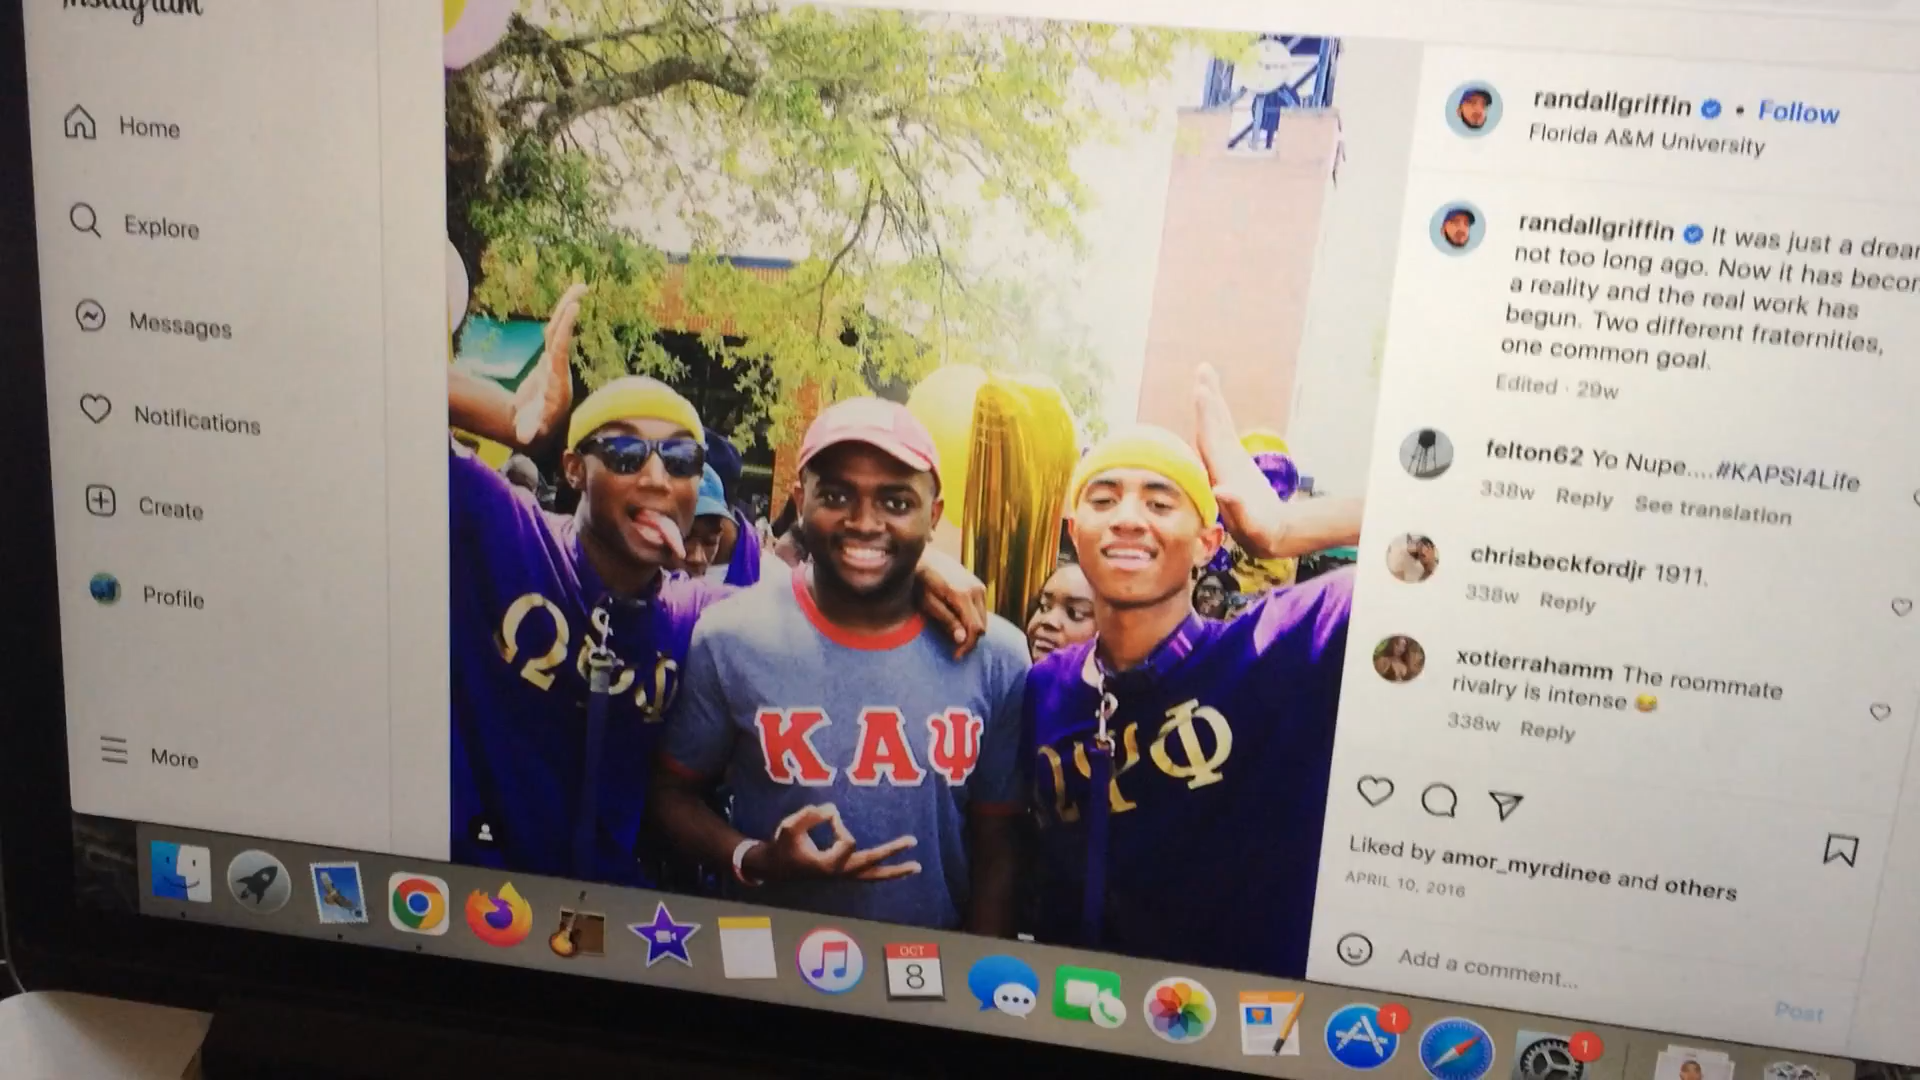 Instagram
Home
Explore
Messages
Notifications
Create
Profile
More
ΚΑΨ
ΩΨΦ
randallgriffin • Follow
Florida A&M University
randallgriffin It was just a
not too long ago. Now it has
a reality and the real work has
begun. Two different fraternities,
one common goal.
Edited · 29w
felton62 Yo Nupe....#KAPSI4Life
338w Reply See translation
chrisbeckfordjr 1911.
338w Reply
xotierrahamm The roommate
rivalry is intense 😂
338w Reply
Liked by amor_myrdinee and others
APRIL 10, 2016
Add a comment...
Post
OCT
8
1
1